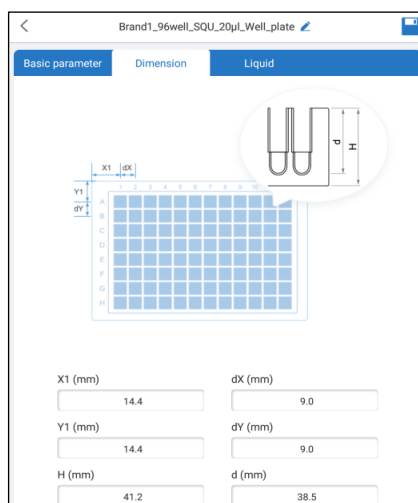 Brand1_96well_SQU_20μl_Well_plate
Basic parameter Dimension Liquid
d H
X1 dX
Y1
dY
1 2 3 4 5 6 7 8 9 10
A
B
C
D
E
F
G
H
X1 (mm) dX (mm)
14.4 9.0
Y1 (mm) dY (mm)
14.4 9.0
H (mm) d (mm)
41.2 38.5